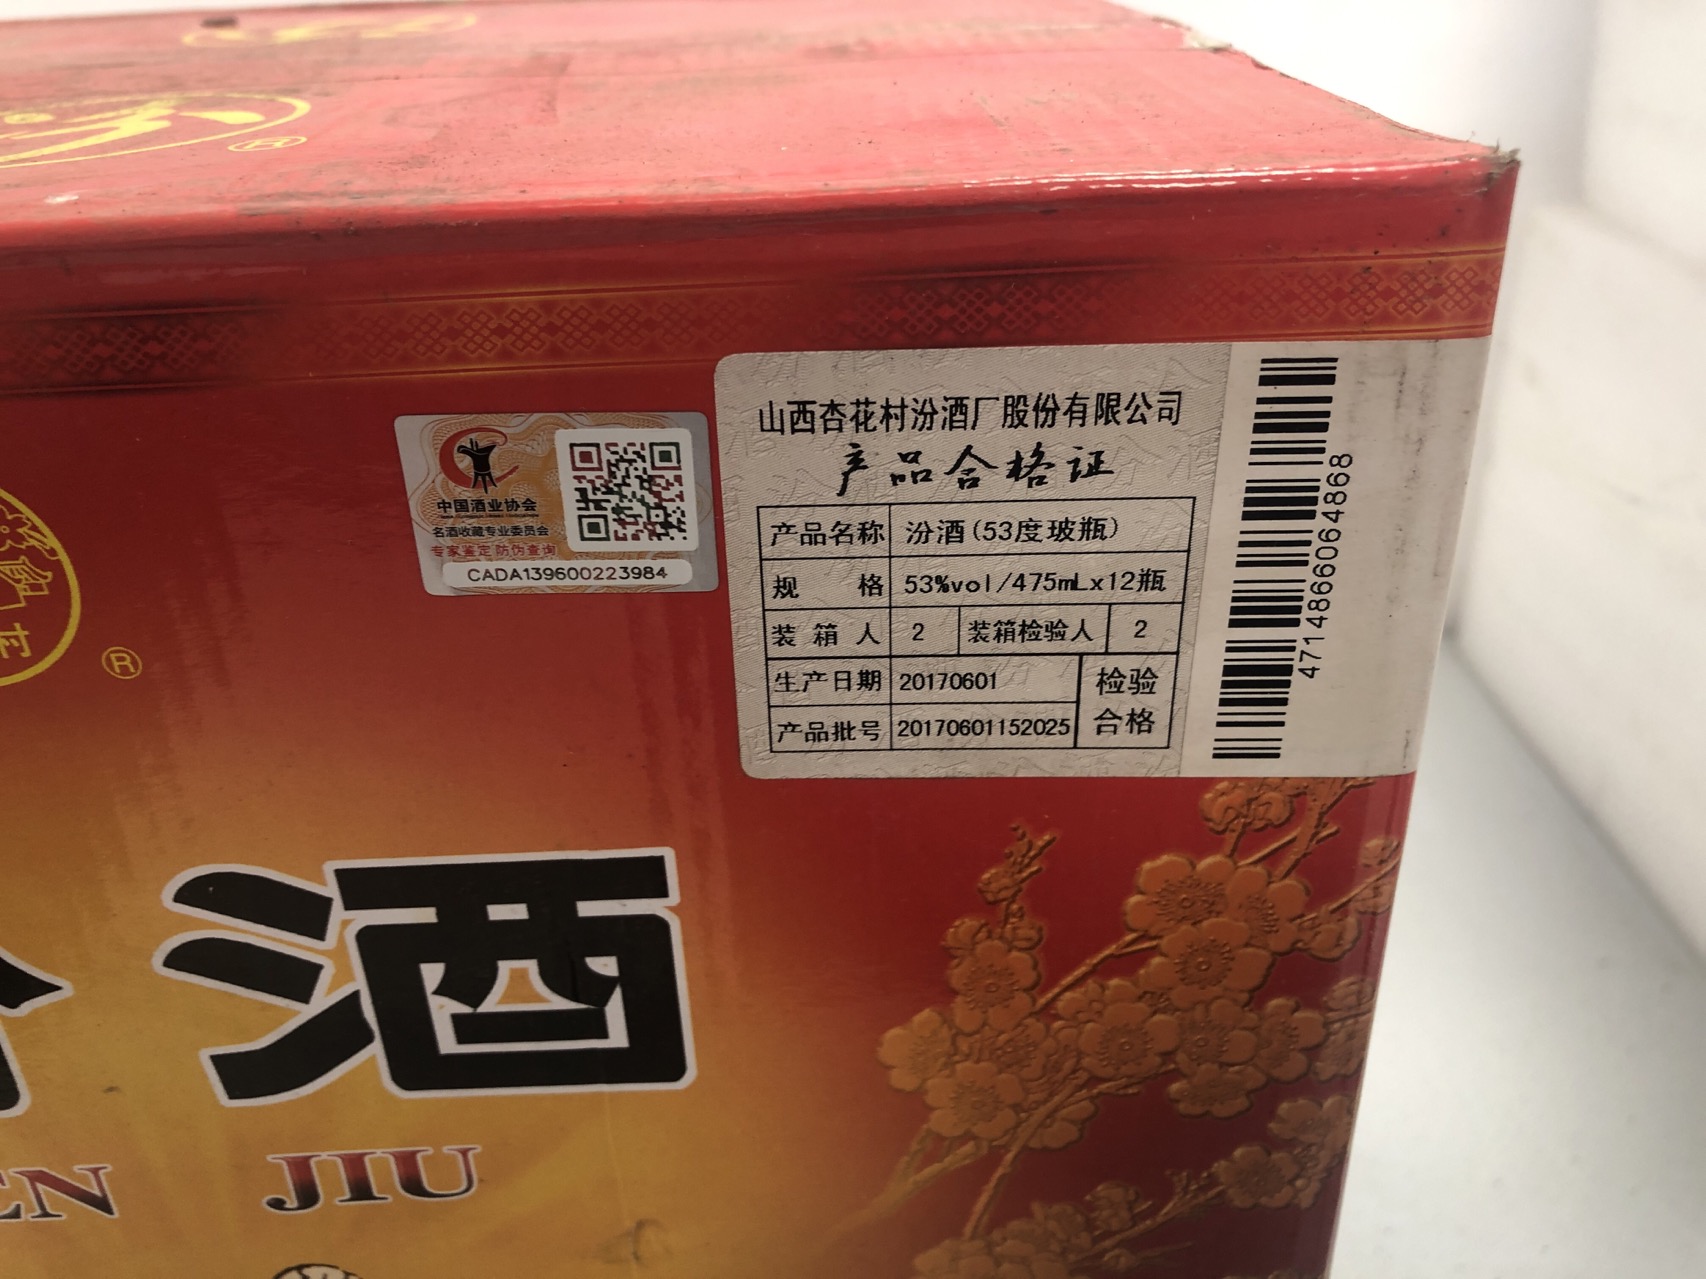 ®
®
中国酒业协会
名酒收藏专业委员会
专家鉴定 防伪查询
CADA139600223984
山西杏花村汾酒厂股份有限公司
产品合格证
产品名称 汾酒(53度玻瓶)
规 格 53%vol/475mLx12瓶
装箱人 2 装箱检验人 2
生产日期 20170601 检验
产品批号 20170601152025 合格
4714866064868
酒
EN JIU